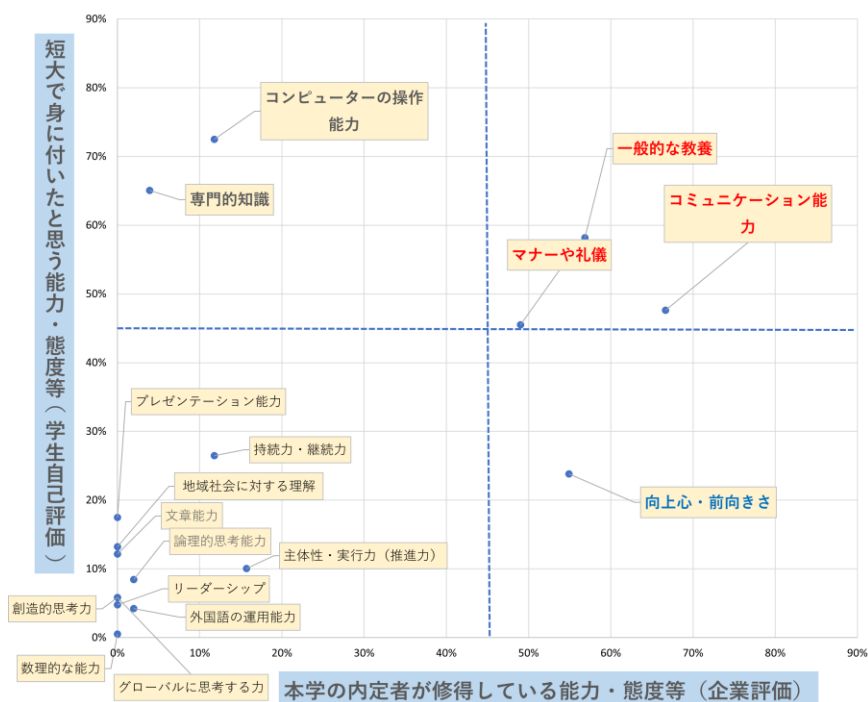 短大で身に付いたと思う能力・態度等（学生自己評価）
90%
80%
70%
60%
50%
40%
30%
20%
10%
0%
コンピューターの操作
能力
専門的知識
一般的な教養
コミュニケーション能
力
マナーや礼儀
プレゼンテーション能力
持続力・継続力
地域社会に対する理解
向上心・前向きさ
文章能力
論理的思考能力
主体性・実行力（推進力）
リーダーシップ
創造的思考力
外国語の運用能力
数理的な能力
グローバルに思考する力
0%
10%
20%
30%
40%
50%
60%
70%
80%
90%
本学の内定者が修得している能力・態度等（企業評価）